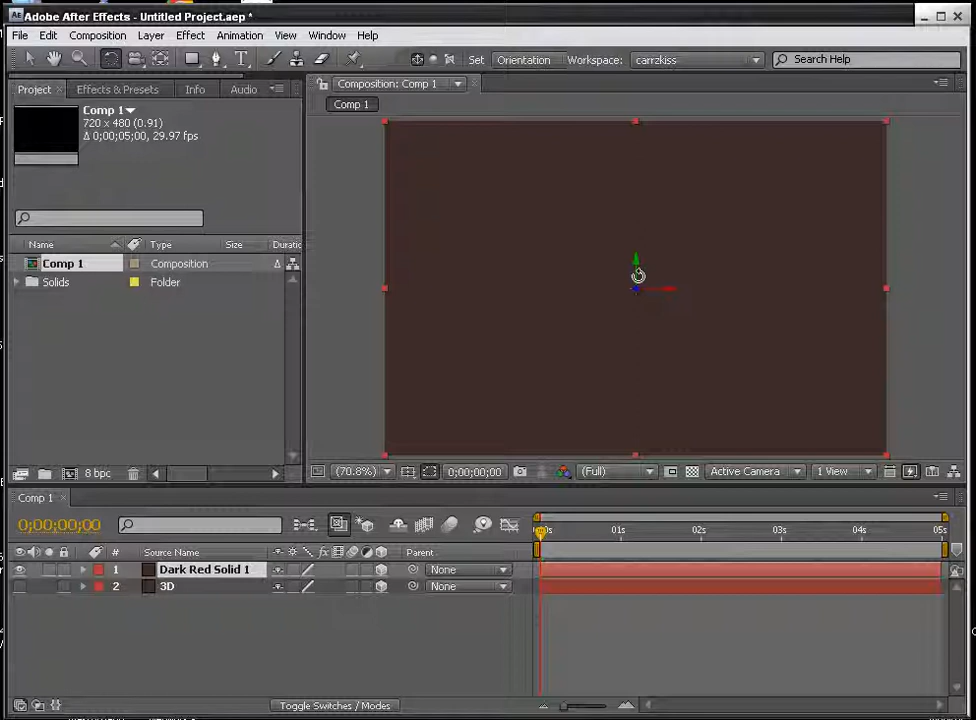 Adobe After Effects - Untitled Project.aep *
File Edit Composition Layer Effect Animation View Window Help
Set Orientation Workspace: carrzkiss Search Help
Project × Effects & Presets Info Audio
Composition: Comp 1
Comp 1
Comp 1
720 x 480 (0.91)
Δ 0;00;05;00, 29.97 fps
Name Type Size Duratio
Comp 1 Composition
Solids Folder
8 bpc
(70.8%) 0;00;00;00 (Full) Active Camera 1 View
Comp 1 ×
0;00;00;00
01s 02s 03s 04s 05s
# Source Name fx Parent
1 Dark Red Solid 1 None
2 3D None
Toggle Switches / Modes